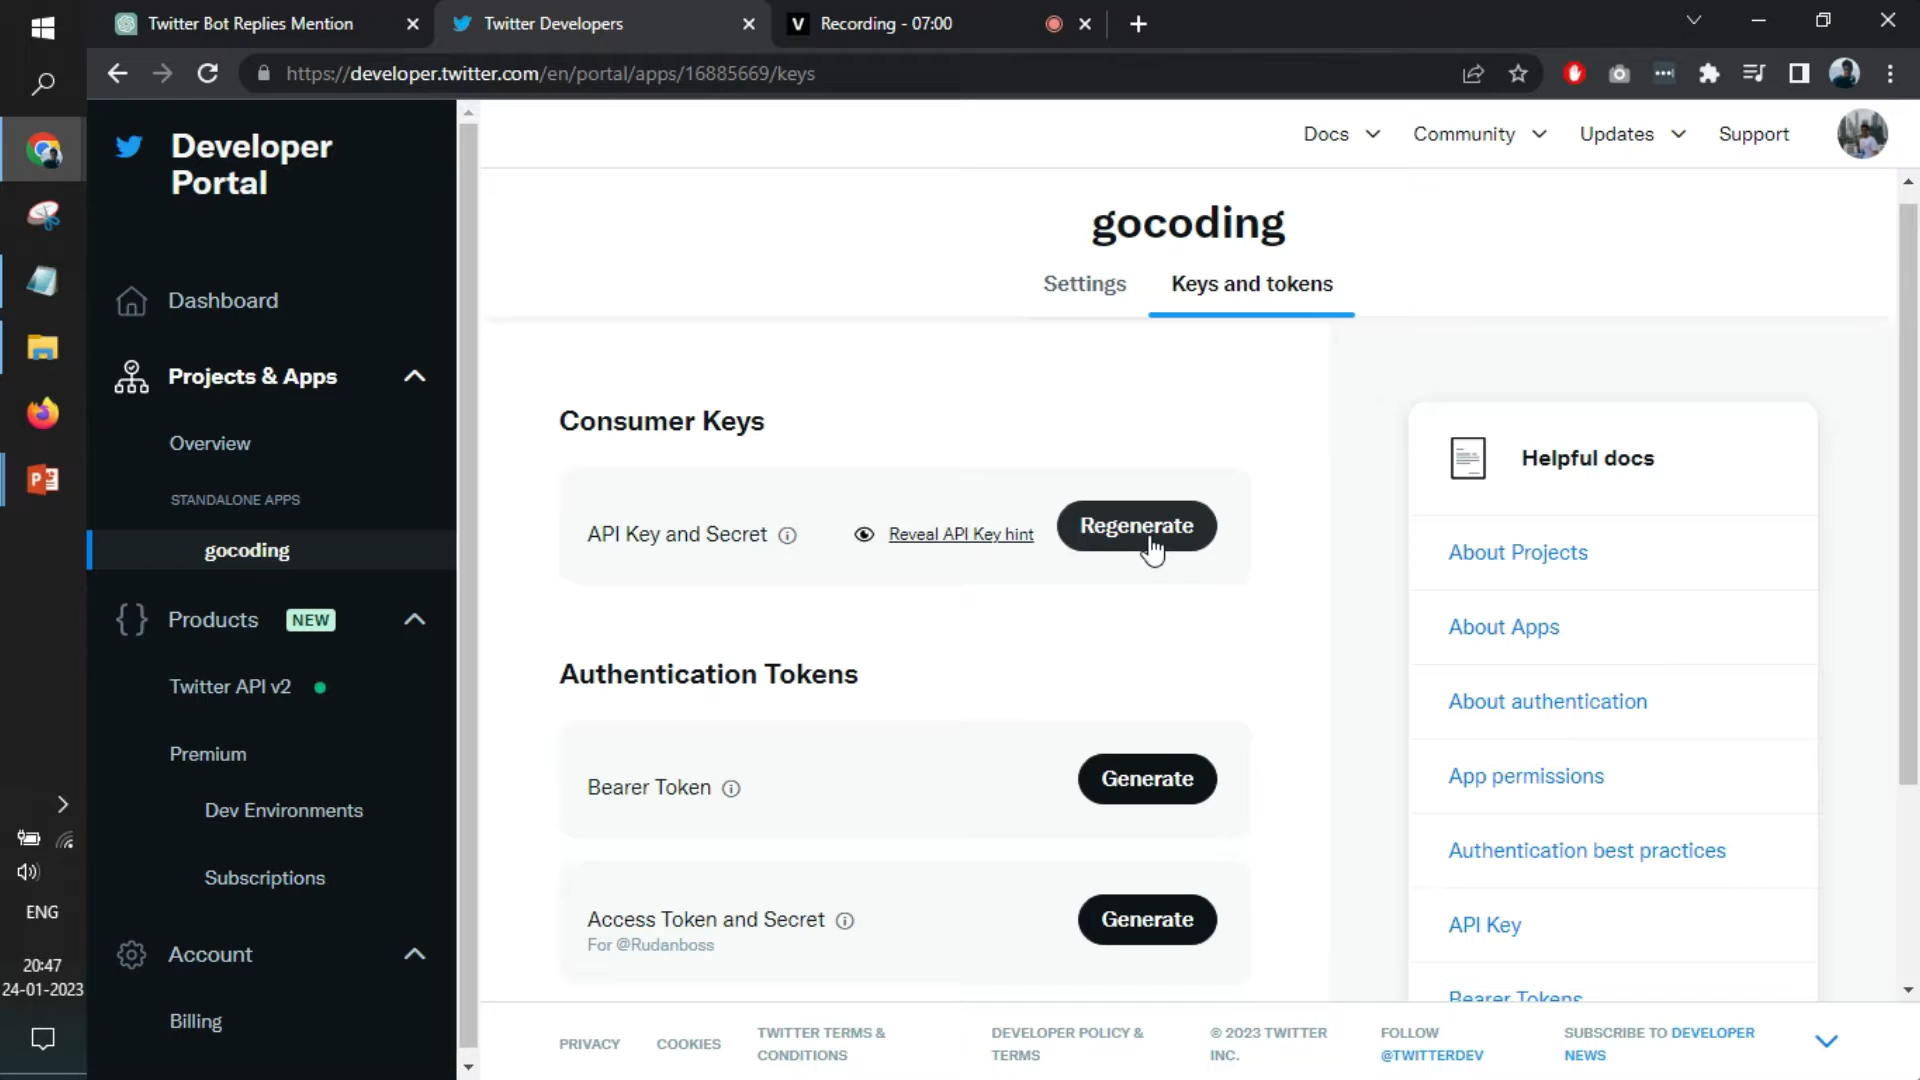 Twitter Bot Replies Mention
Twitter Developers
V Recording - 07:00
https://developer.twitter.com/en/portal/apps/16885669/keys
Developer
Portal
Dashboard
Projects & Apps
Overview
STANDALONE APPS
gocoding
Products NEW
Twitter API v2
Premium
Dev Environments
Subscriptions
Account
Billing
ENG
20:47
24-01-2023
Docs Community Updates Support
gocoding
Settings Keys and tokens
Consumer Keys
API Key and Secret Reveal API Key hint Regenerate
Authentication Tokens
Bearer Token Generate
Access Token and Secret Generate
For @Rudanboss
Helpful docs
About Projects
About Apps
About authentication
App permissions
Authentication best practices
API Key
Bearer Tokens
PRIVACY COOKIES
TWITTER TERMS &
CONDITIONS
DEVELOPER POLICY &
TERMS
© 2023 TWITTER
INC.
FOLLOW
@TWITTERDEV
SUBSCRIBE TO DEVELOPER
NEWS